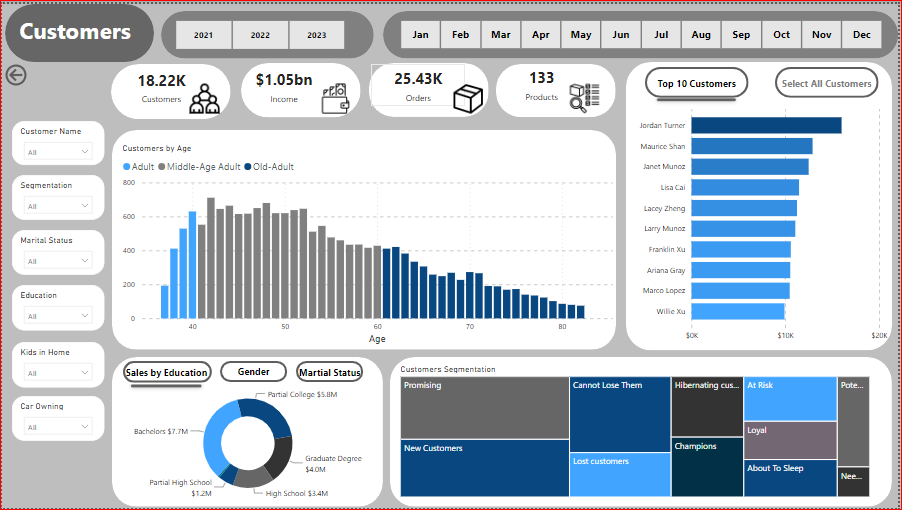 Customers
2021 2022 2023
Jan Feb Mar Apr May Jun Jul Aug Sep Oct Nov Dec
18.22K
Customers
$1.05bn
Income
25.43K
Orders
133
Products
Top 10 Customers
Select All Customers
Customer Name
All
Segmentation
All
Marital Status
All
Education
All
Kids in Home
All
Car Owning
All
Customers by Age
Adult Middle-Age Adult Old-Adult
800
600
400
200
0
40 50 60 70 80
Age
Jordan Turner
Maurice Shan
Janet Munoz
Lisa Cai
Lacey Zheng
Larry Munoz
Franklin Xu
Ariana Gray
Marco Lopez
Willie Xu
$0K $10K $20K
Sales by Education
Gender
Martial Status
Partial College $5.8M
Bachelors $7.7M
Graduate Degree
$4.0M
Partial High School
$1.2M
High School $3.4M
Customers Segmentation
Promising
New Customers
Cannot Lose Them
Lost customers
Hibernating cus...
Champions
At Risk
Loyal
About To Sleep
Pote...
Nee...